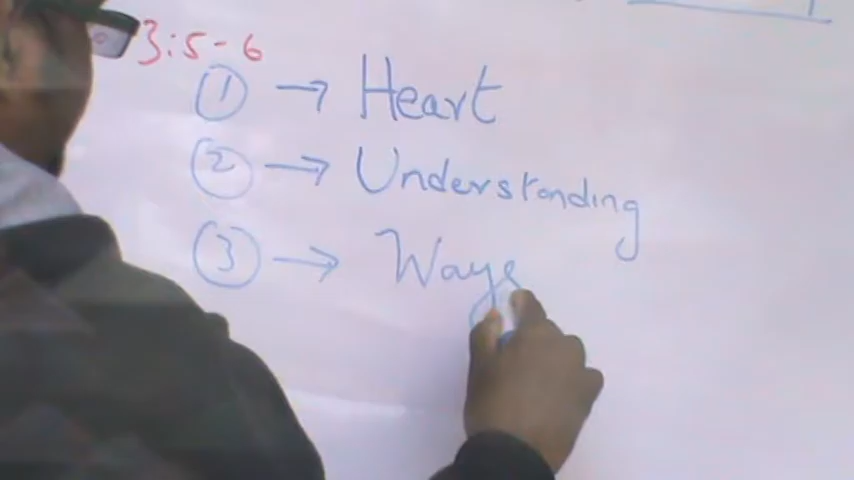 3:5-6
1 → Heart
2 → Understanding
3 → Ways